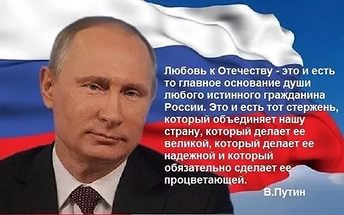 Любовь к Отечеству - это и есть
то главное основание души
любого истинного гражданина
России. Это и есть тот стержень,
который объединяет нашу
страну, который делает ее
великой, который делает ее
надежной и который
обязательно сделает ее
процветающей.
В.Путин